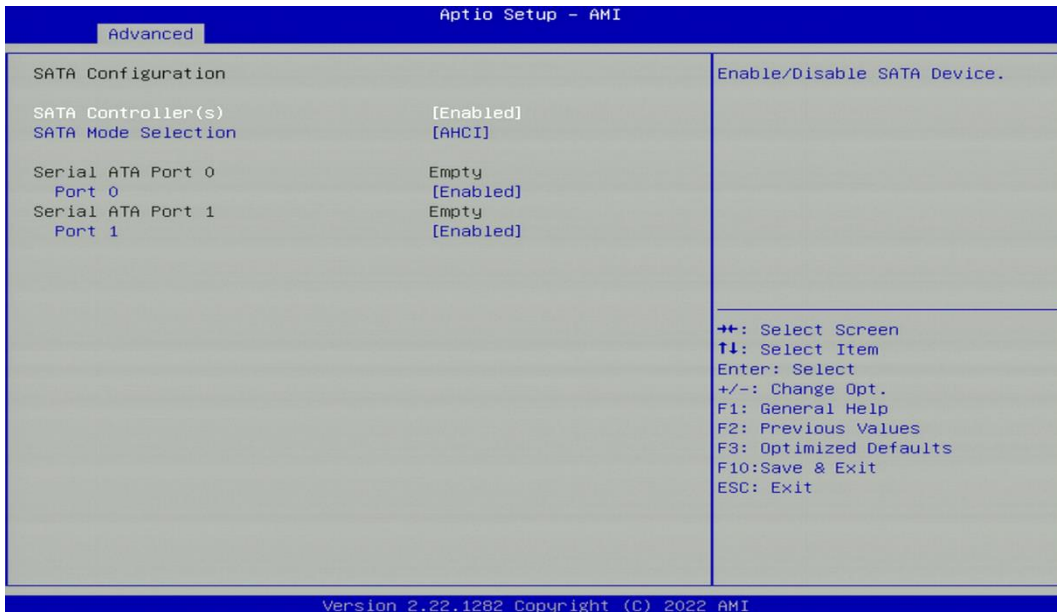 Aptio Setup - AMI
Advanced
SATA Configuration
SATA Controller(s) [Enabled]
SATA Mode Selection [AHCI]
Serial ATA Port 0 Empty
Port 0 [Enabled]
Serial ATA Port 1 Empty
Port 1 [Enabled]
Enable/Disable SATA Device.
→←: Select Screen
↑↓: Select Item
Enter: Select
+/-: Change Opt.
F1: General Help
F2: Previous Values
F3: Optimized Defaults
F10:Save & Exit
ESC: Exit
Version 2.22.1282 Copyright (C) 2022 AMI